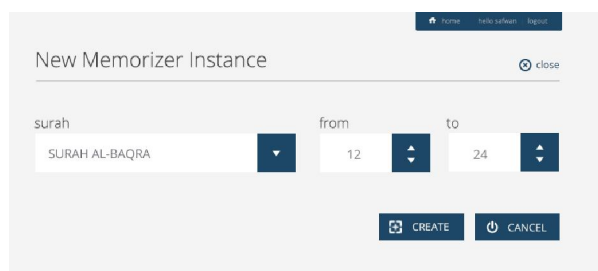 home hello safwan logout
New Memorizer Instance
close
surah from to
SURAH AL-BAQRA 12 24
CREATE CANCEL